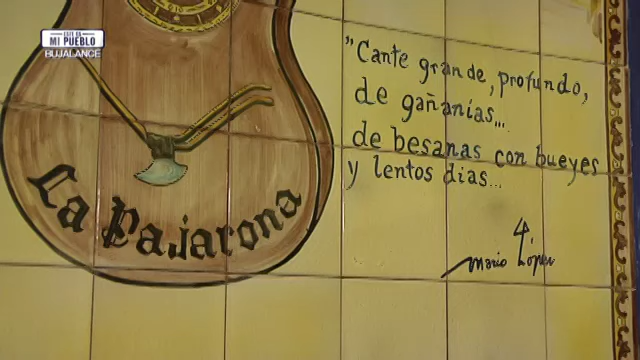 ESTE ES
MI PUEBLO
BUJALANCE
"Cante grande, profundo,
de gañanías...
de besanas con bueyes
y lentos días...
Mario López
La Pajarona